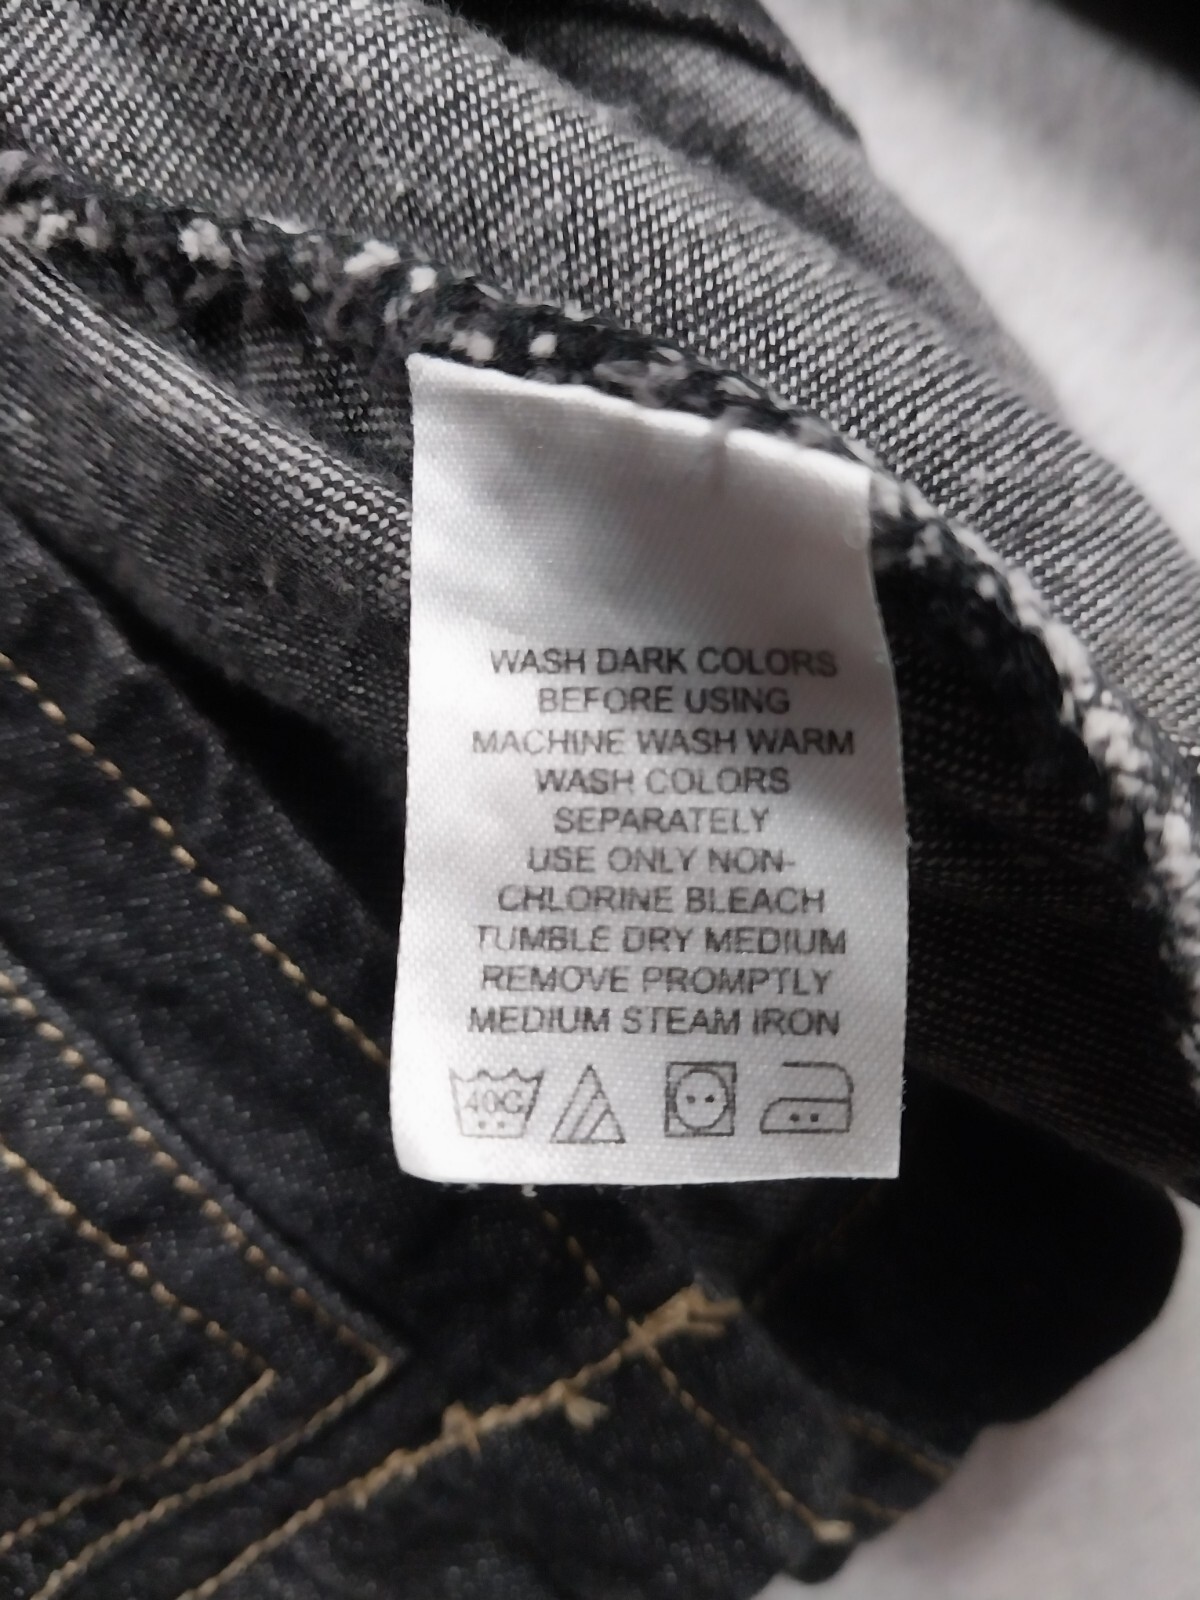 WASH DARK COLORS
BEFORE USING
MACHINE WASH WARM
WASH COLORS
SEPARATELY
USE ONLY NON-
CHLORINE BLEACH
TUMBLE DRY MEDIUM
REMOVE PROMPTLY
MEDIUM STEAM IRON
40C